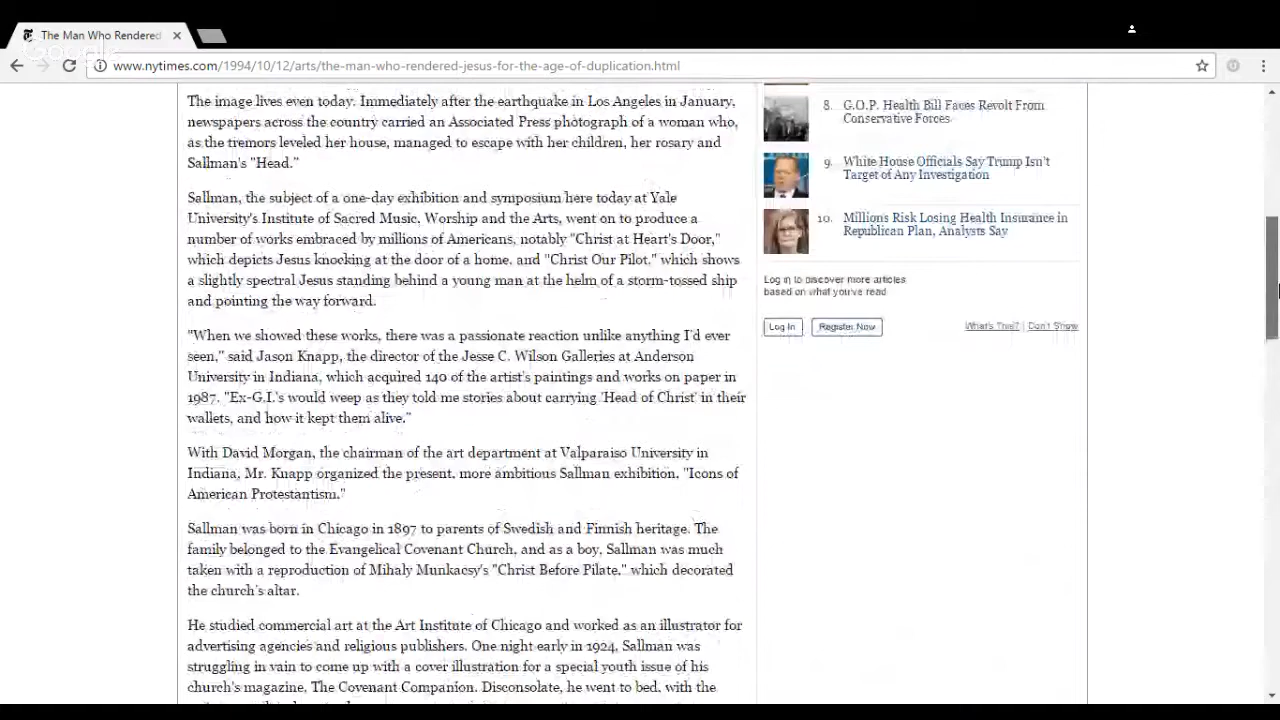 The Man Who Rendered
Google
www.nytimes.com/1994/10/12/arts/the-man-who-rendered-jesus-for-the-age-of-duplication.html
The image lives even today. Immediately after the earthquake in Los Angeles in January,
newspapers across the country carried an Associated Press photograph of a woman who,
as the tremors leveled her house, managed to escape with her children, her rosary and
Sallman's "Head."
Sallman, the subject of a one-day exhibition and symposium here today at Yale
University's Institute of Sacred Music, Worship and the Arts, went on to produce a
number of works embraced by millions of Americans, notably "Christ at Heart's Door,"
which depicts Jesus knocking at the door of a home, and "Christ Our Pilot," which shows
a slightly spectral Jesus standing behind a young man at the helm of a storm-tossed ship
and pointing the way forward.
"When we showed these works, there was a passionate reaction unlike anything I'd ever
seen," said Jason Knapp, the director of the Jesse C. Wilson Galleries at Anderson
University in Indiana, which acquired 140 of the artist's paintings and works on paper in
1987. "Ex-G.I.'s would weep as they told me stories about carrying 'Head of Christ' in their
wallets, and how it kept them alive."
With David Morgan, the chairman of the art department at Valparaiso University in
Indiana, Mr. Knapp organized the present, more ambitious Sallman exhibition, "Icons of
American Protestantism."
Sallman was born in Chicago in 1897 to parents of Swedish and Finnish heritage. The
family belonged to the Evangelical Covenant Church, and as a boy, Sallman was much
taken with a reproduction of Mihaly Munkacsy's "Christ Before Pilate," which decorated
the church's altar.
He studied commercial art at the Art Institute of Chicago and worked as an illustrator for
advertising agencies and religious publishers. One night early in 1924, Sallman was
struggling in vain to come up with a cover illustration for a special youth issue of his
church's magazine, The Covenant Companion. Disconsolate, he went to bed, with the
8. G.O.P. Health Bill Faces Revolt From
Conservative Forces
9. White House Officials Say Trump Isn't
Target of Any Investigation
10. Millions Risk Losing Health Insurance in
Republican Plan, Analysts Say
Log in to discover more articles
based on what you've read
Log In Register Now What's This? | Don't Show